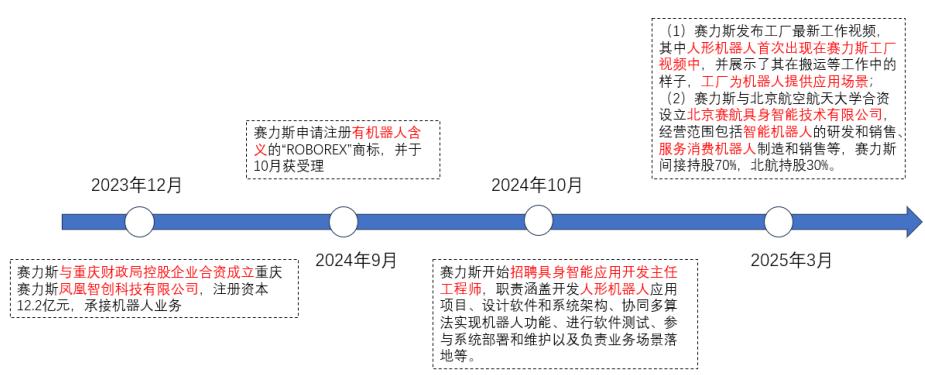 （1）赛力斯发布工厂最新工作视频，
其中人形机器人首次出现在赛力斯工厂
视频中，并展示了其在搬运等工作中的
样子，工厂为机器人提供应用场景；
（2）赛力斯与北京航空航天大学合资
设立北京赛航具身智能技术有限公司，
经营范围包括智能机器人的研发和销售、
服务消费机器人制造和销售等，赛力斯
间接持股70%，北航持股30%。
赛力斯申请注册有机器人含
义的“ROBOREX”商标，并于
10月获受理
2023年12月
2024年10月
2024年9月
2025年3月
赛力斯与重庆财政局控股企业合资成立重庆
赛力斯凤凰智创科技有限公司，注册资本
12.2亿元，承接机器人业务
赛力斯开始招聘具身智能应用开发主任
工程师，职责涵盖开发人形机器人应用
项目、设计软件和系统架构、协同多算
法实现机器人功能、进行软件测试、参
与系统部署和维护以及负责业务场景落
地等。